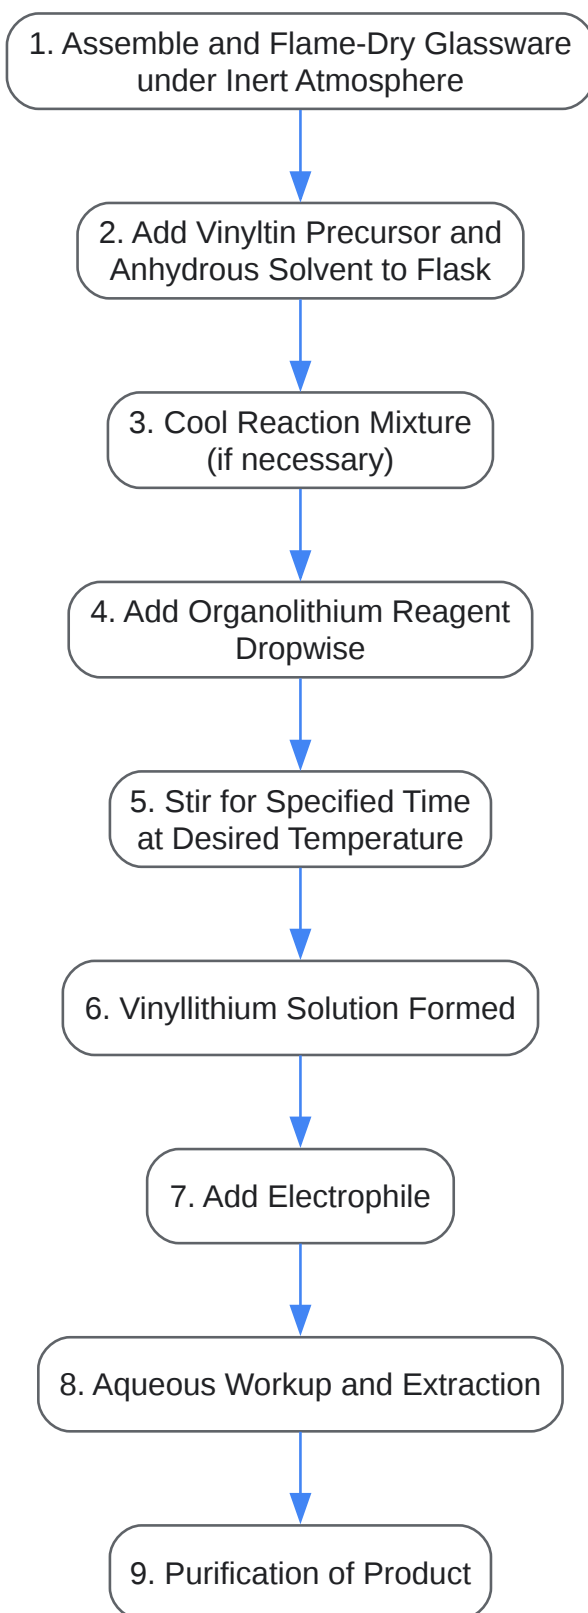 1. Assemble and Flame-Dry Glassware
under Inert Atmosphere
2. Add Vinyltin Precursor and
Anhydrous Solvent to Flask
3. Cool Reaction Mixture
(if necessary)
4. Add Organolithium Reagent
Dropwise
5. Stir for Specified Time
at Desired Temperature
6. Vinyllithium Solution Formed
7. Add Electrophile
8. Aqueous Workup and Extraction
9. Purification of Product